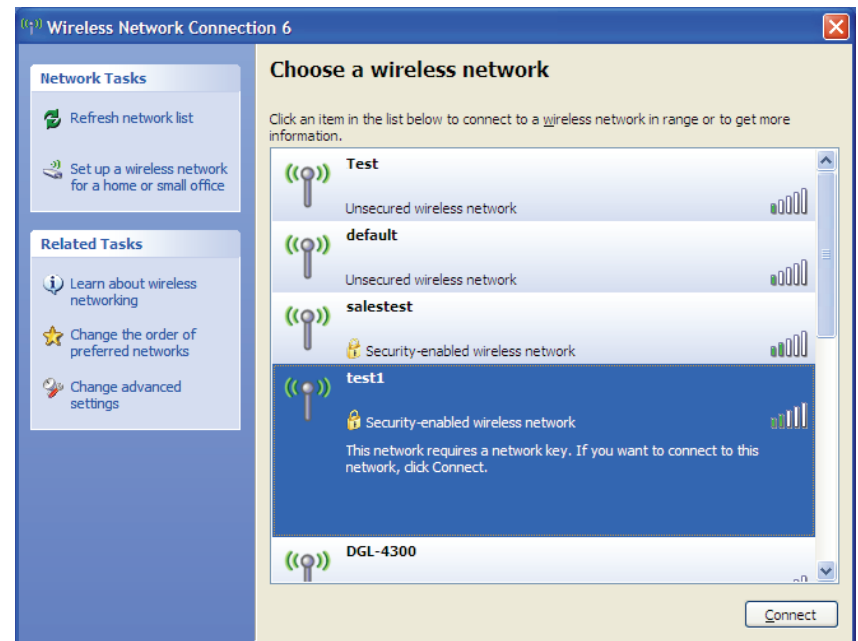 Wireless Network Connection 6
Network Tasks
Refresh network list
Set up a wireless network
for a home or small office
Related Tasks
Learn about wireless
networking
Change the order of
preferred networks
Change advanced
settings
Choose a wireless network
Click an item in the list below to connect to a wireless network in range or to get more
information.
Test
Unsecured wireless network
default
Unsecured wireless network
salestest
Security-enabled wireless network
test1
Security-enabled wireless network
This network requires a network key. If you want to connect to this
network, click Connect.
DGL-4300
Connect